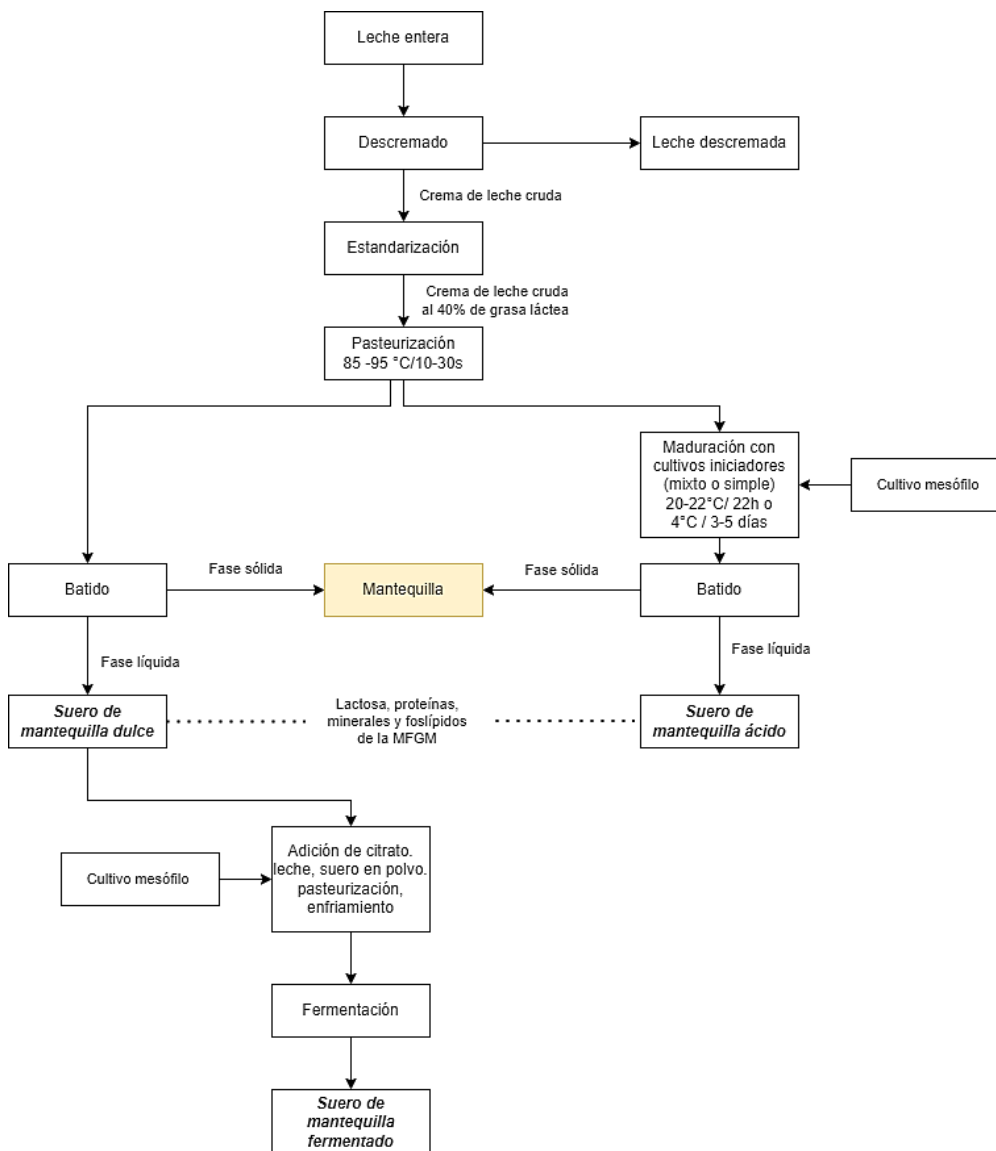 Leche entera
Descremado
Leche descremada
Crema de leche cruda
Estandarización
Crema de leche cruda
al 40% de grasa láctea
Pasteurización
85 -95 °C/10-30s
Maduración con
cultivos iniciadores
(mixto o simple)
20-22°C/ 22h o
4°C / 3-5 días
Cultivo mesófilo
Batido
Fase sólida
Mantequilla
Fase sólida
Batido
Fase líquida
Fase líquida
Suero de
mantequilla dulce
Lactosa, proteínas,
minerales y foslípidos
de la MFGM
Suero de
mantequilla ácido
Cultivo mesófilo
Adición de citrato.
leche, suero en polvo.
pasteurización,
enfriamiento
Fermentación
Suero de
mantequilla
fermentado